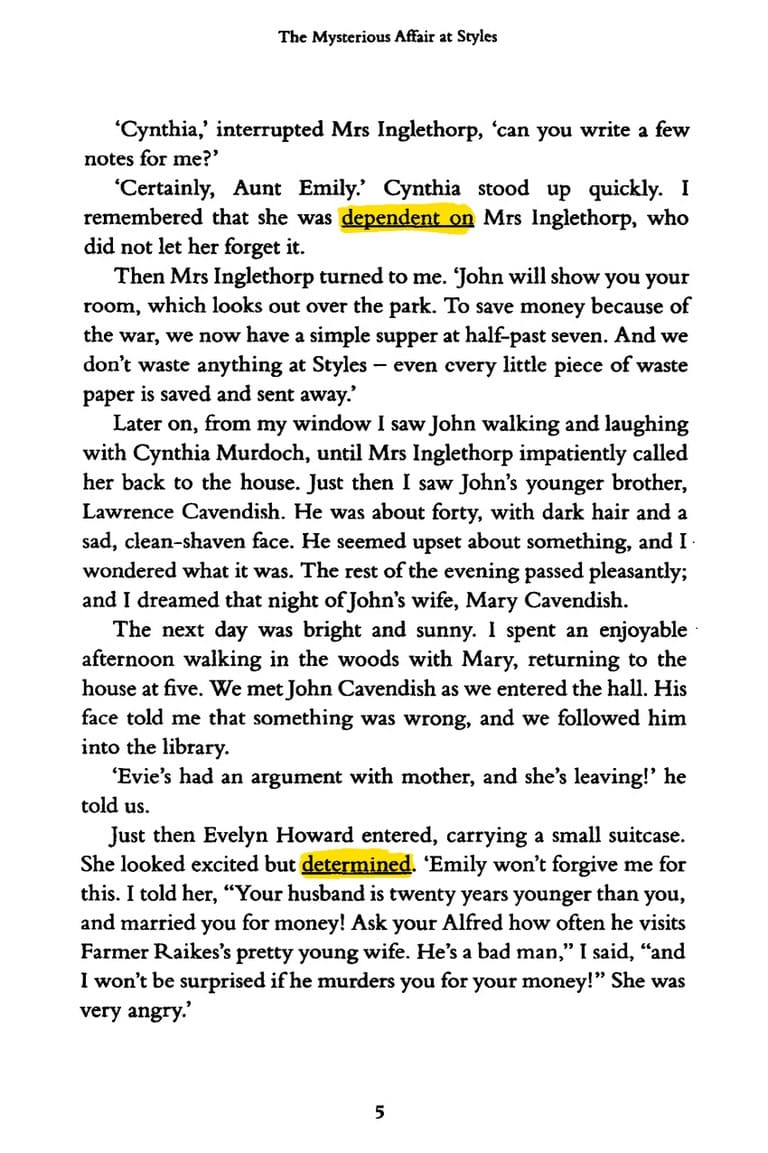 The Mysterious Affair at Styles
‘Cynthia,’ interrupted Mrs Inglethorp, ‘can you write a few
notes for me?’
‘Certainly, Aunt Emily.’ Cynthia stood up quickly. I
remembered that she was dependent on Mrs Inglethorp, who
did not let her forget it.
Then Mrs Inglethorp turned to me. ‘John will show you your
room, which looks out over the park. To save money because of
the war, we now have a simple supper at half-past seven. And we
don’t waste anything at Styles – even every little piece of waste
paper is saved and sent away.’
Later on, from my window I saw John walking and laughing
with Cynthia Murdoch, until Mrs Inglethorp impatiently called
her back to the house. Just then I saw John’s younger brother,
Lawrence Cavendish. He was about forty, with dark hair and a
sad, clean-shaven face. He seemed upset about something, and I
wondered what it was. The rest of the evening passed pleasantly;
and I dreamed that night of John’s wife, Mary Cavendish.
The next day was bright and sunny. I spent an enjoyable
afternoon walking in the woods with Mary, returning to the
house at five. We met John Cavendish as we entered the hall. His
face told me that something was wrong, and we followed him
into the library.
‘Evie’s had an argument with mother, and she’s leaving!’ he
told us.
Just then Evelyn Howard entered, carrying a small suitcase.
She looked excited but determined. ‘Emily won’t forgive me for
this. I told her, “Your husband is twenty years younger than you,
and married you for money! Ask your Alfred how often he visits
Farmer Raikes’s pretty young wife. He’s a bad man,” I said, “and
I won’t be surprised if he murders you for your money!” She was
very angry.’
5